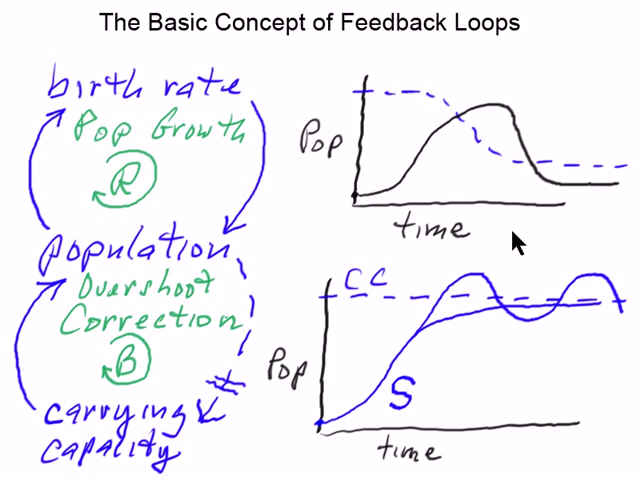 The Basic Concept of Feedback Loops
birth rate
Pop Growth
R
population
Overshoot
Correction
B
carrying
capacity
Pop
time
CC
Pop
S
time